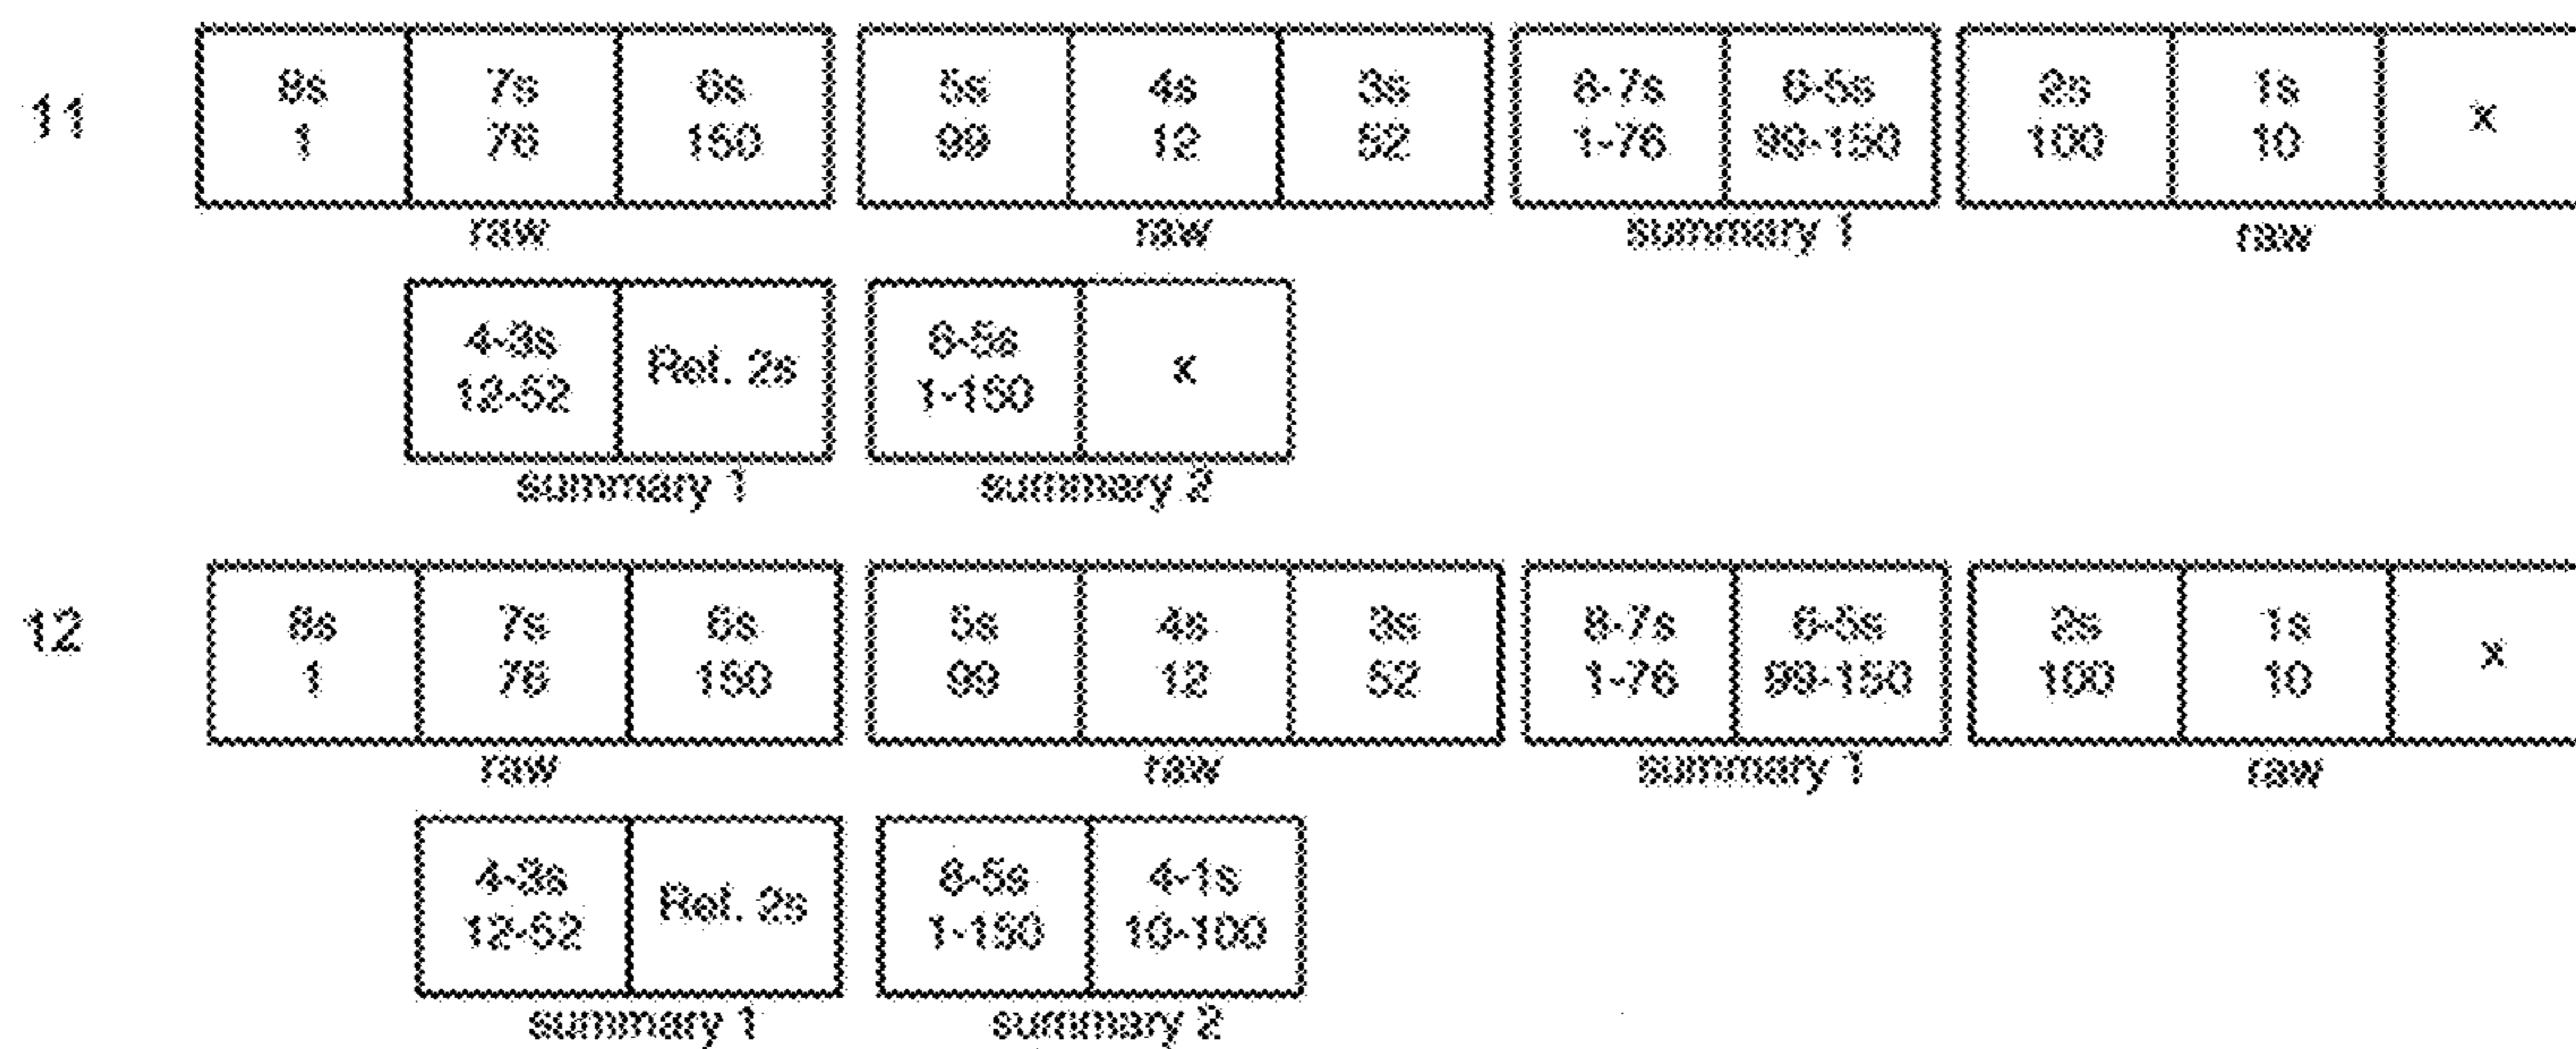 11
8s 7s 6s 5s 4s 3s 8-7s 6-5s 2s 1s x
1 76 150 99 12 52 1-76 99-150 100 10
raw raw summary 1 raw
4-3s Rel. 2s 8-5s x
12-52 1-150
summary 1 summary 2
12
8s 7s 6s 5s 4s 3s 8-7s 6-5s 2s 1s x
1 76 150 99 12 52 1-76 99-150 100 10
raw raw summary 1 raw
4-3s Rel. 2s 8-5s 4-1s
12-52 1-150 10-100
summary 1 summary 2